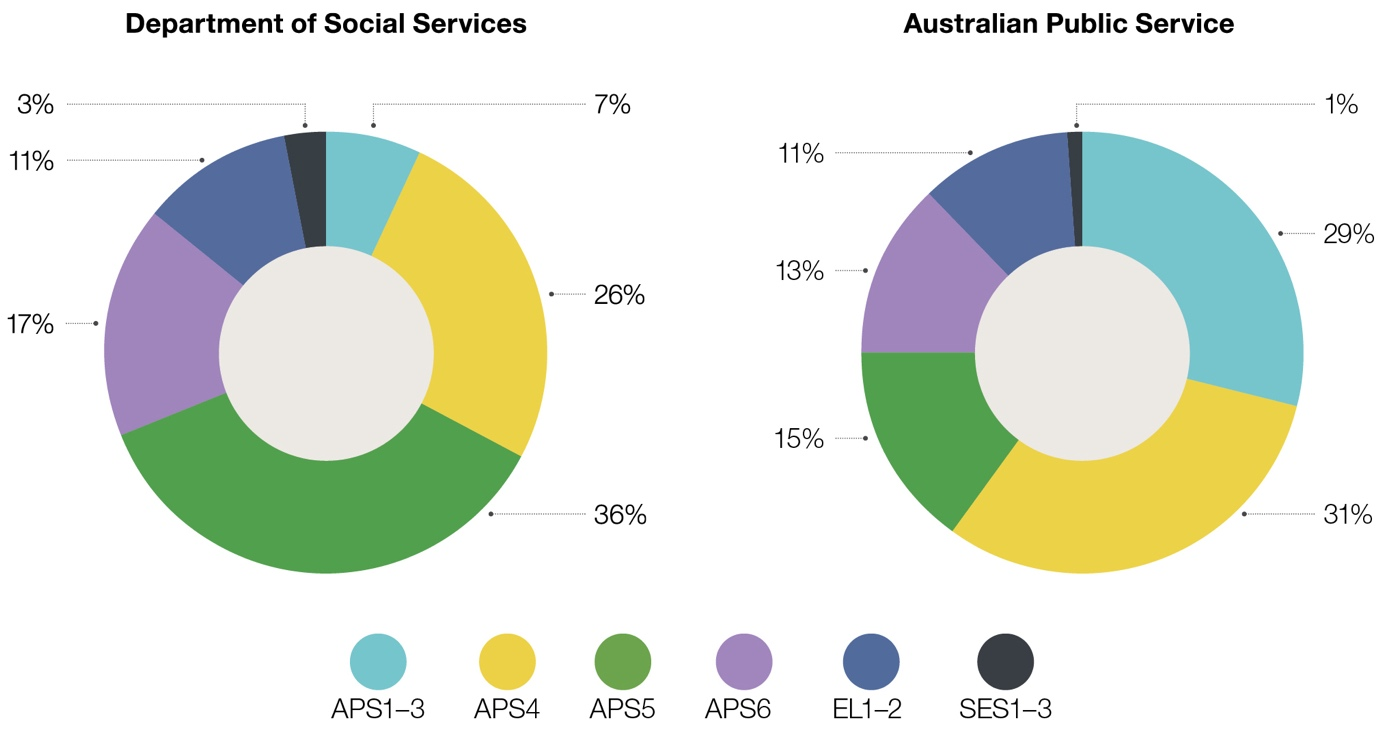 Department of Social Services
3%
7%
11%
26%
17%
36%
Australian Public Service
1%
11%
29%
13%
15%
31%
APS1–3
APS4
APS5
APS6
EL1–2
SES1–3